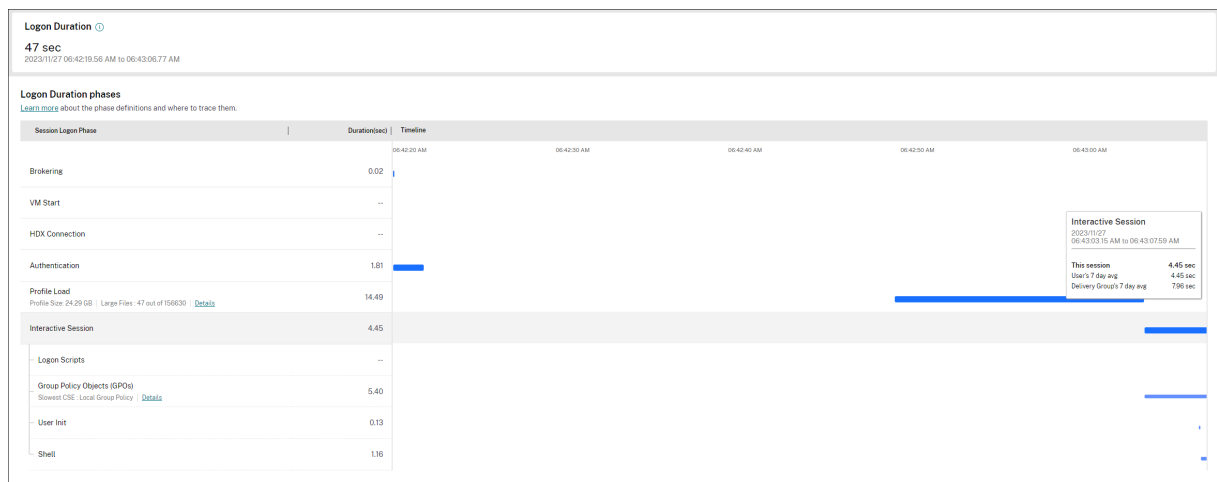 Logon Duration
47 sec
2023/11/27 06:42:19.56 AM to 06:43:06.77 AM
Logon Duration phases
Learn more about the phase definitions and where to trace them.
Session Logon Phase Duration(sec) Timeline
06:42:20 AM 06:42:30 AM 06:42:40 AM 06:42:50 AM 06:43:00 AM
Brokering 0.02
VM Start --
HDX Connection --
Authentication 1.81
Profile Load 14.49
Profile Size: 24.29 GB | Large Files : 47 out of 156630 | Details
Interactive Session 4.45
Logon Scripts --
Group Policy Objects (GPOs) 5.40
Slowest CSE : Local Group Policy | Details
User Init 0.13
Shell 1.16
Interactive Session
2023/11/27
06:43:03.15 AM to 06:43:07.59 AM
This session 4.45 sec
User's 7 day avg 4.45 sec
Delivery Group's 7 day avg 7.96 sec